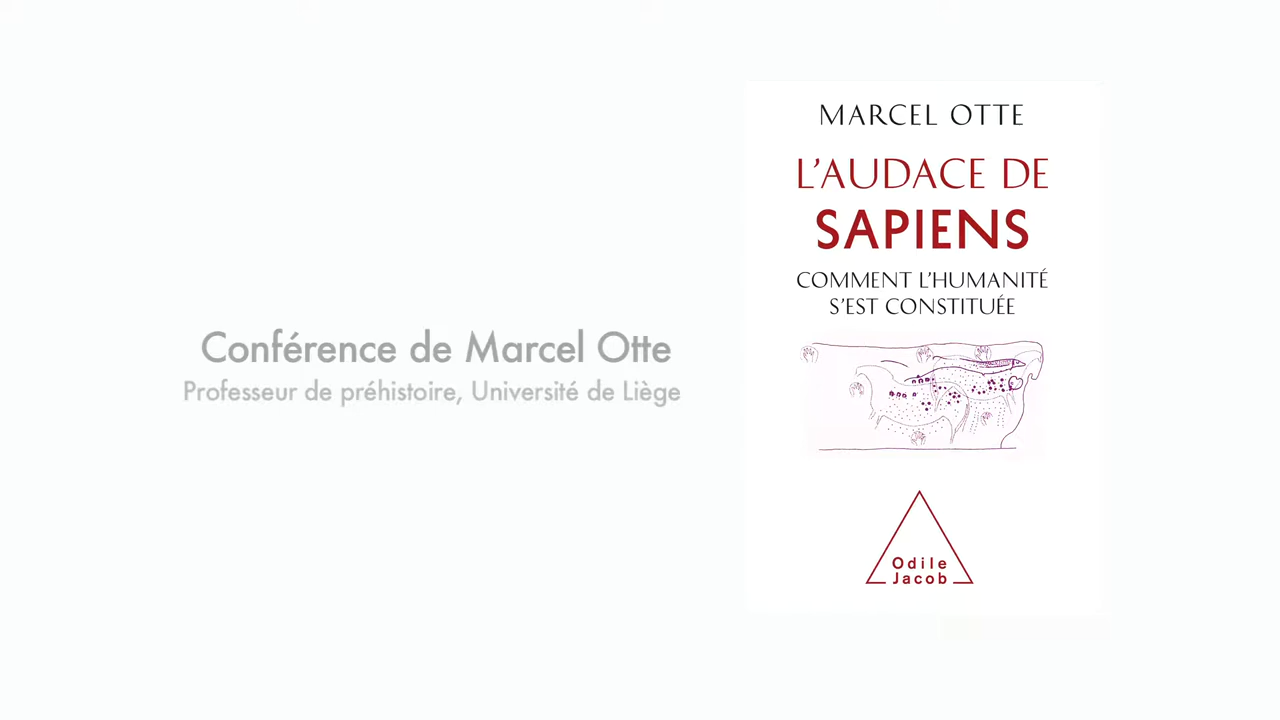 Conférence de Marcel Otte
Professeur de préhistoire, Université de Liège
MARCEL OTTE
L'AUDACE DE
SAPIENS
COMMENT L'HUMANITÉ
S'EST CONSTITUÉE
Odile
Jacob